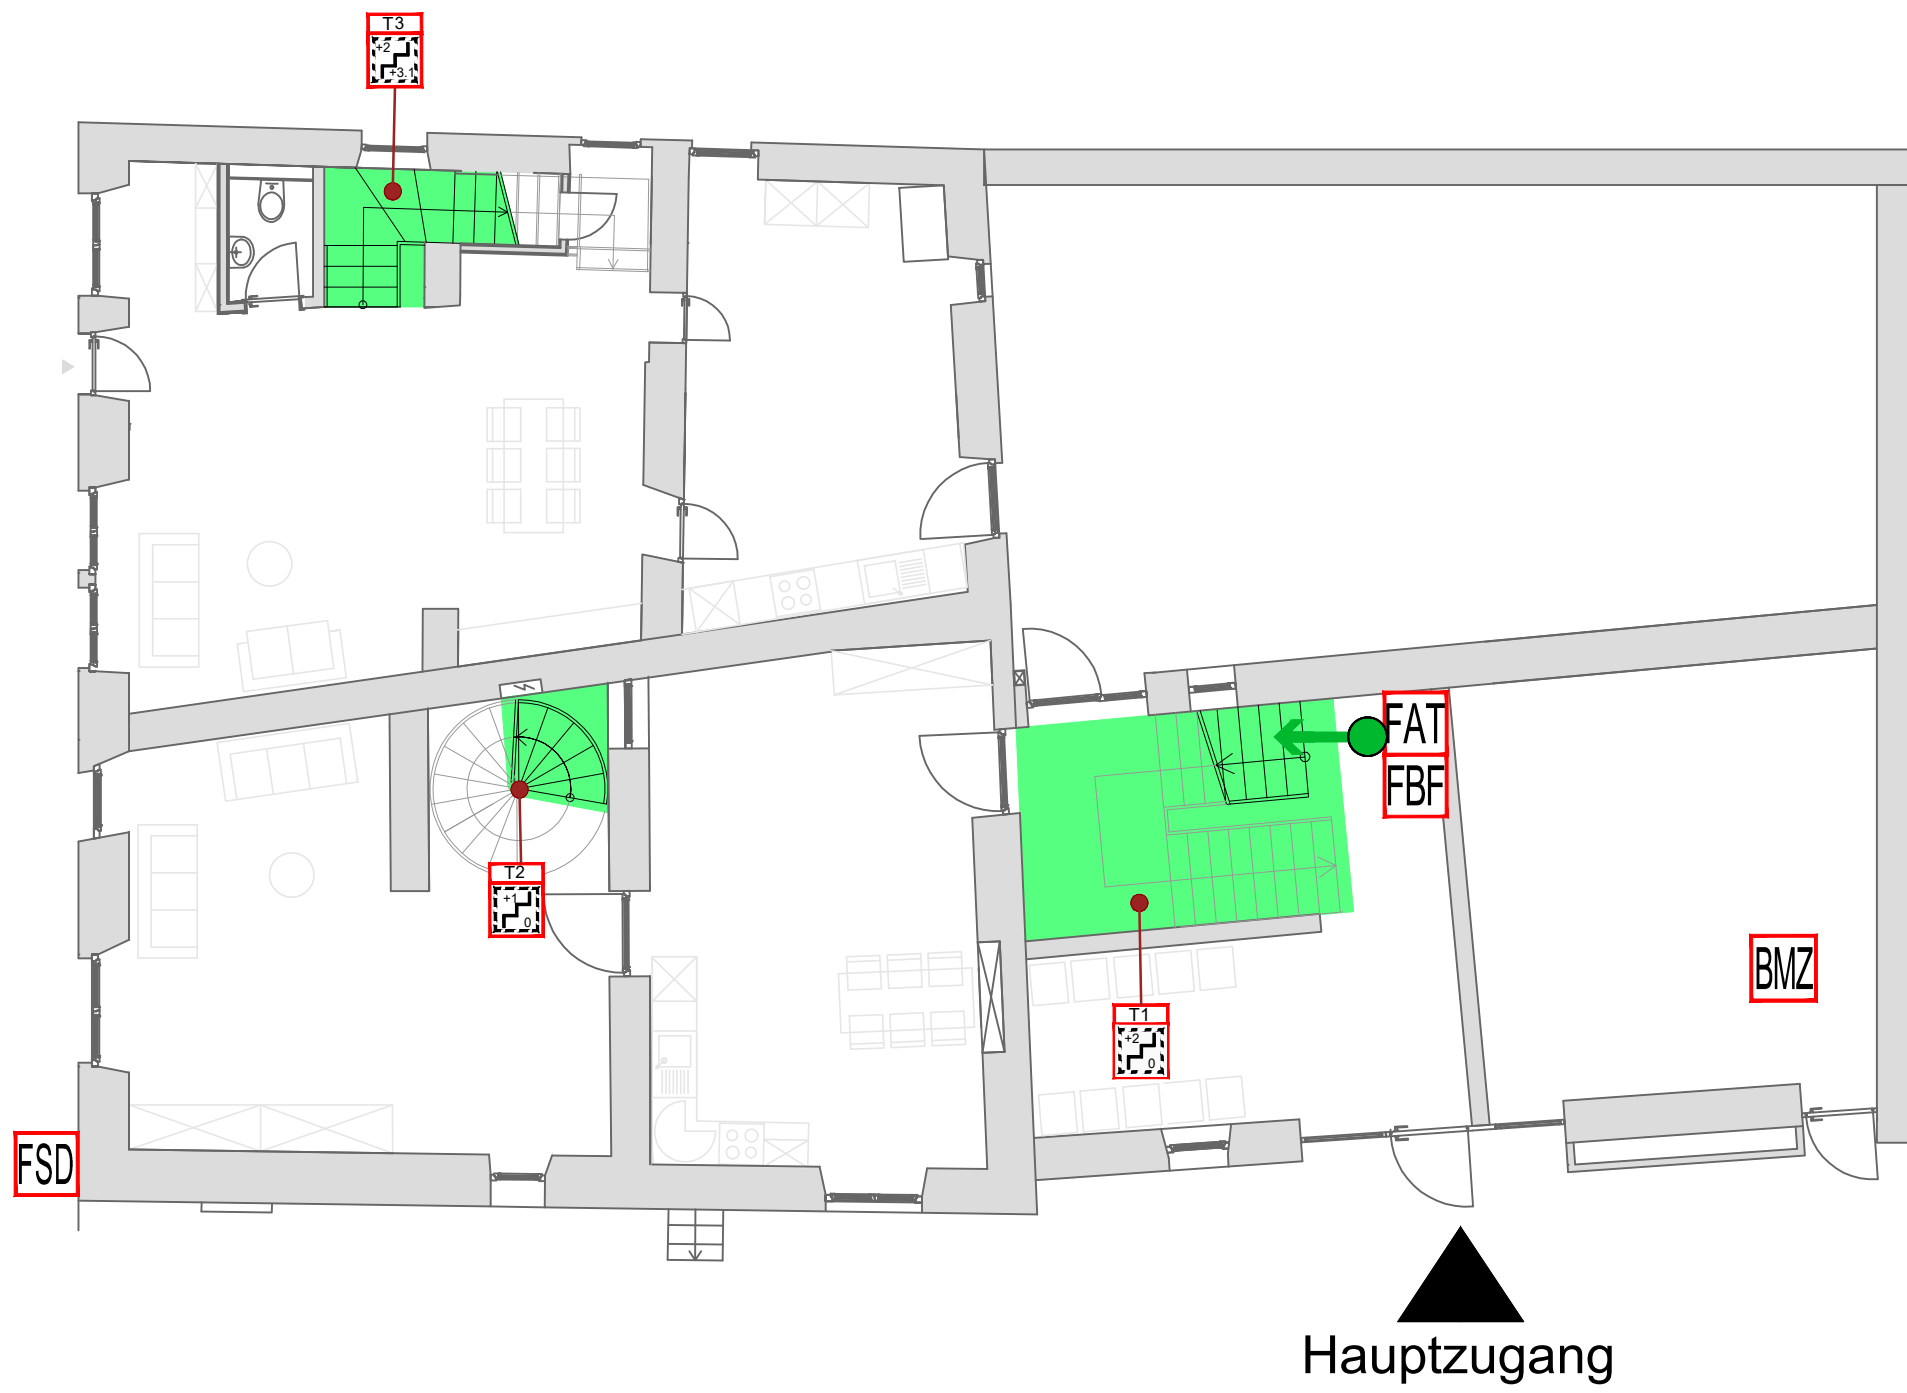 T3
+2
+3.1
FAT
FBF
T2
+1
0
BMZ
T1
+2
0
FSD
Hauptzugang